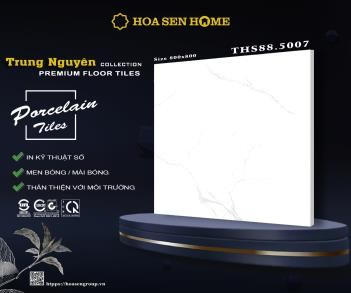 HOA SEN HOME
Trung Nguyên COLLECTION
PREMIUM FLOOR TILES
Size 800x800
THS88.5007
Porcelain
Tiles
IN KỸ THUẬT SỐ
MEN BÓNG / MÀI BÓNG
THÂN THIỆN VỚI MÔI TRƯỜNG
https://hoasengroup.vn